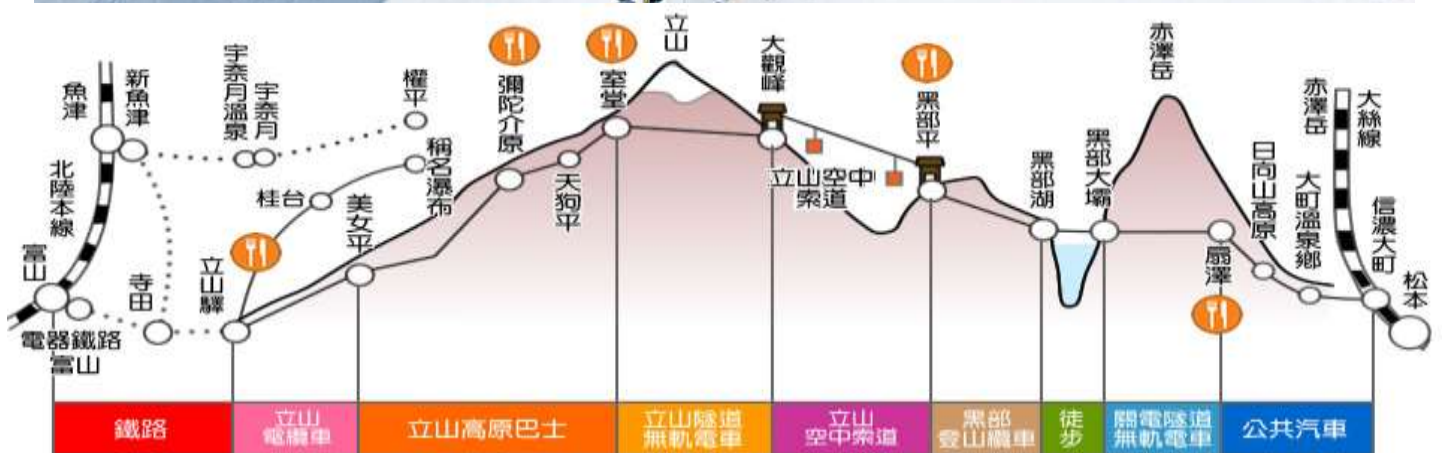 魚津
新魚津
北陸本線
富山
電器鐵路
富山
寺田
宇奈月溫泉
宇奈月
權平
稱名瀑布
桂台
立山驛
美女平
彌陀介原
天狗平
室堂
立山
大觀峰
立山空中
索道
黑部平
黑部湖
黑部大壩
赤澤岳
扇澤
日向山高原
大町溫泉鄉
赤澤岳
大絲線
信濃大町
松本
鐵路
立山
電纜車
立山高原巴士
立山隧道
無軌電車
立山
空中索道
黑部
登山纜車
徒
步
關電隧道
無軌電車
公共汽車